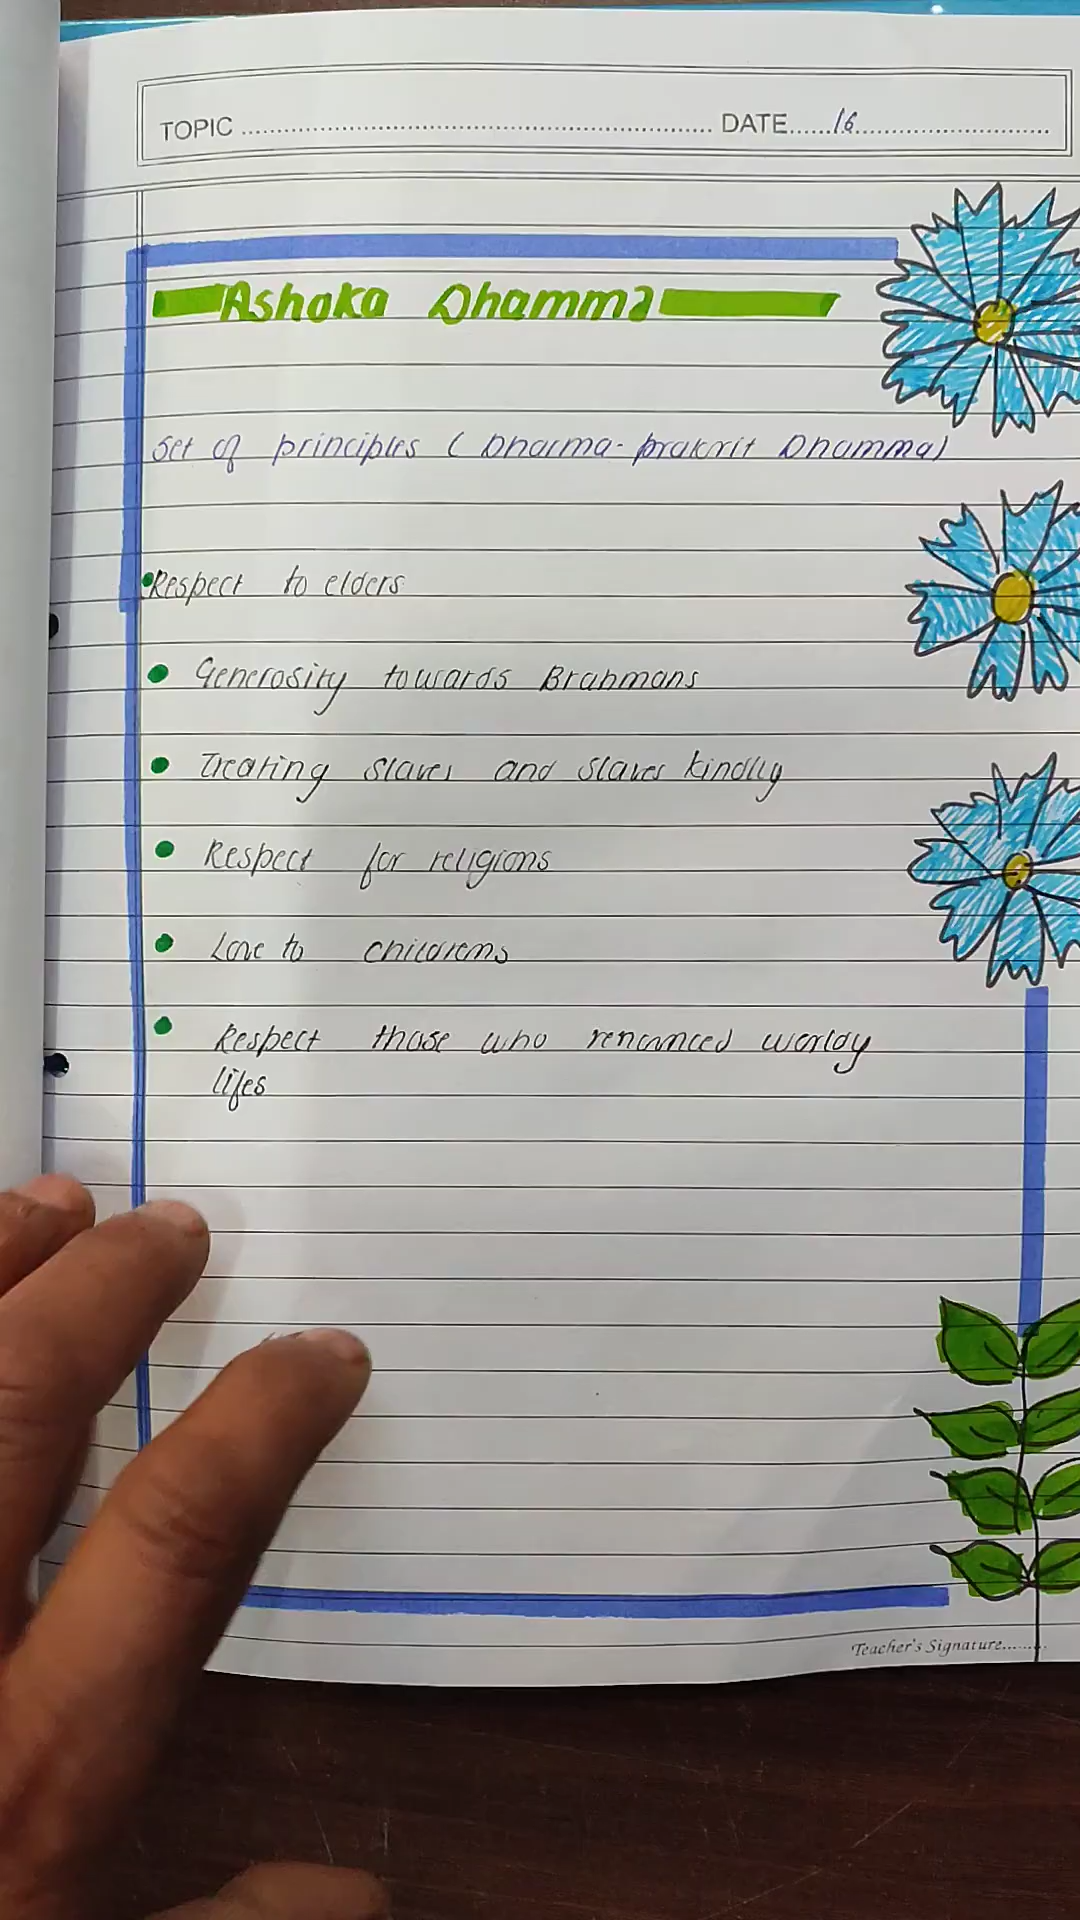 TOPIC ........ DATE......16........
Ashoka Dhamma
Set of principles ( Dharma - prakrit Dhamma)
Respect to elders
Generosity towards Brahmans
Treating slaves and slaves kindly
Respect for religions
Love to childrens
Respect those who renounced worldy
lifes
Teacher's Signature.........